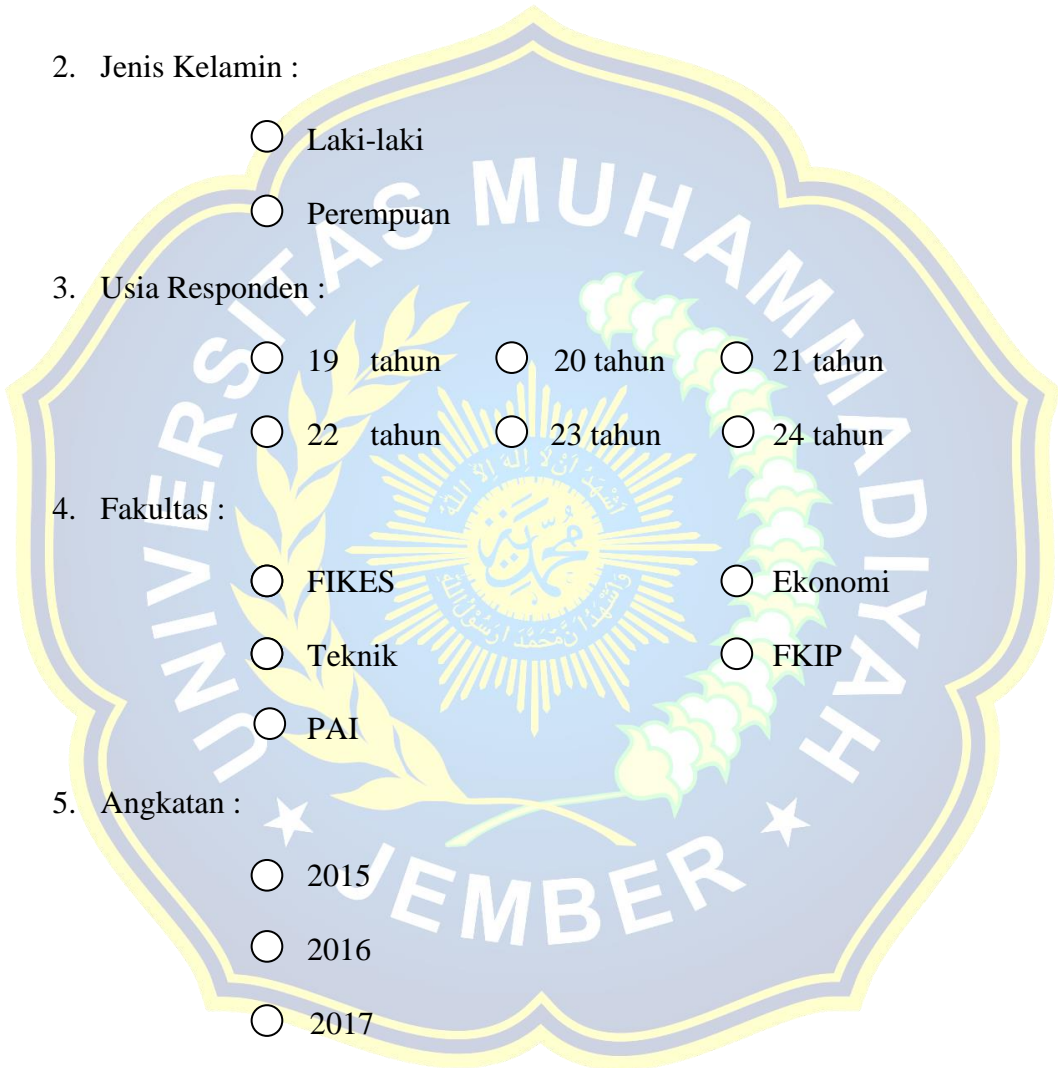 2. Jenis Kelamin :
Laki-laki
Perempuan
3. Usia Responden :
19 tahun 20 tahun 21 tahun
22 tahun 23 tahun 24 tahun
4. Fakultas :
FIKES Ekonomi
Teknik FKIP
PAI
5. Angkatan :
2015
2016
2017
UNIVERSITAS MUHAMMADIYAH
JEMBER